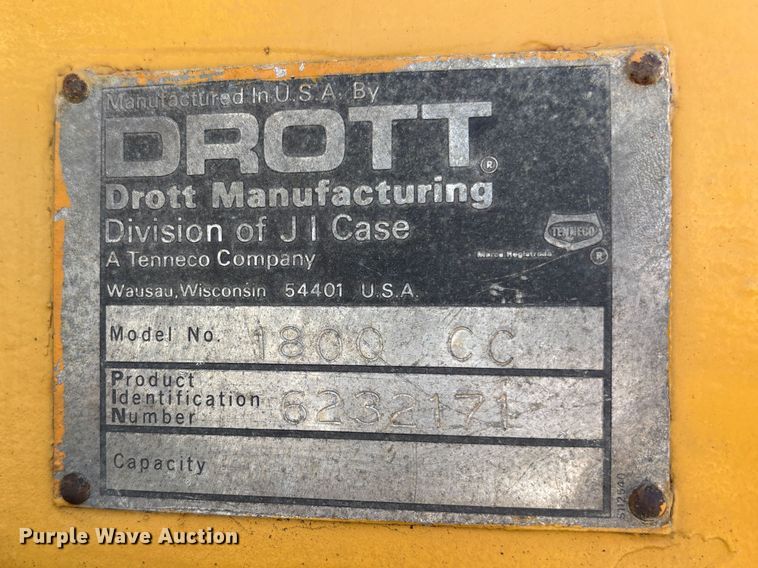 Manufactured In U.S.A. By
DROTT®
Drott Manufacturing
Division of J I Case
A Tenneco Company
TENNECO
Marca Registrada ®
Wausau, Wisconsin 54401 U.S.A.
Model No. 1800 CC
Product
Identification
Number 6232171
Capacity
Purple Wave Auction®